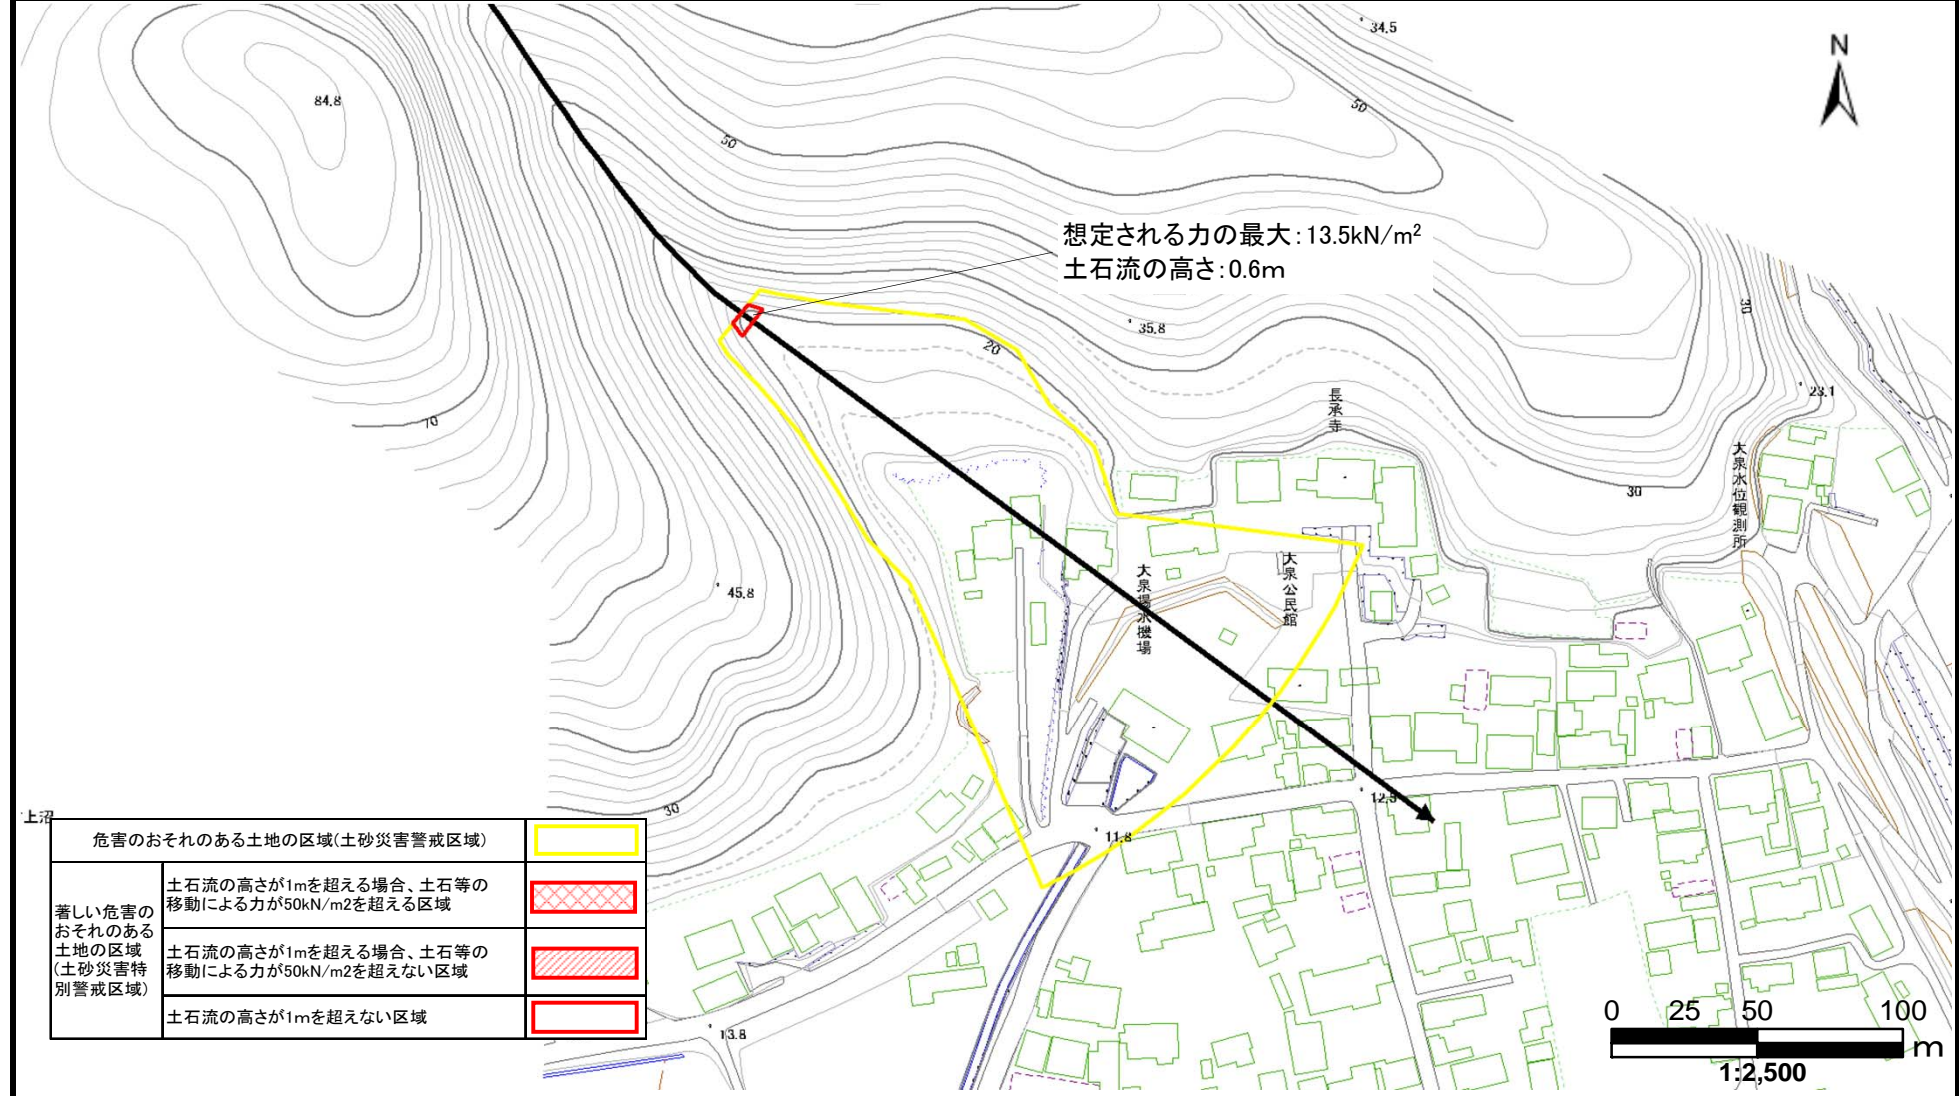 34.5
N
84.8
50
50
想定される力の最大：13.5kN/m²
土石流の高さ：0.6m
30
35.8
20
長承寺
23.1
70
大泉水位観測所
30
大泉公民館
大泉揚水機場
45.8
12.5
30
上沼
11.8
危害のおそれのある土地の区域(土砂災害警戒区域)
著しい危害の
おそれのある
土地の区域
(土砂災害特
別警戒区域)
土石流の高さが1mを超える場合、土石等の
移動による力が50kN/m2を超える区域
土石流の高さが1mを超える場合、土石等の
移動による力が50kN/m2を超えない区域
土石流の高さが1mを超えない区域
13.8
0 25 50 100
m
1:2,500